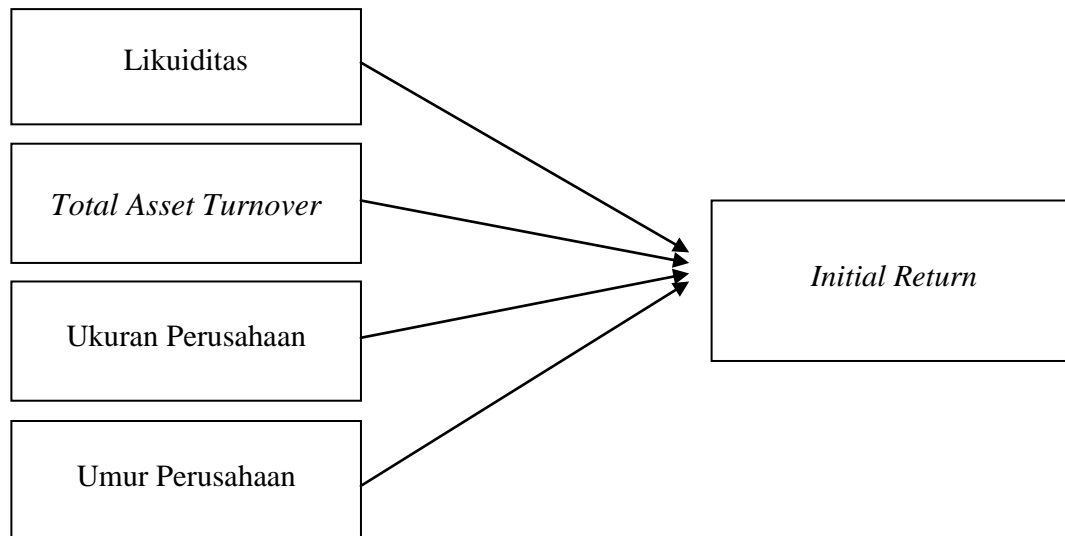 Likuiditas
Total Asset Turnover
Initial Return
Ukuran Perusahaan
Umur Perusahaan